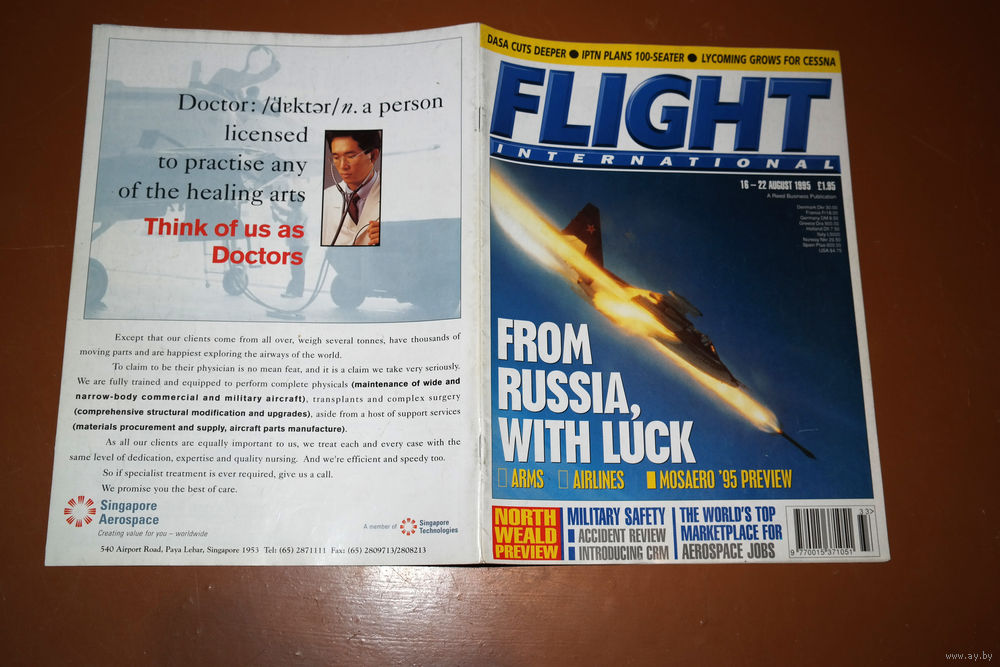 Doctor: /dɐktər/n. a person
licensed
to practise any
of the healing arts
Think of us as
Doctors
Except that our clients come from all over, weigh several tonnes, have thousands of
moving parts and are happiest exploring the airways of the world.
To claim to be their physician is no mean feat, and it is a claim we take very seriously.
We are fully trained and equipped to perform complete physicals (maintenance of wide and
narrow-body commercial and military aircraft), transplants and complex surgery
(comprehensive structural modification and upgrades), aside from a host of support services
(materials procurement and supply, aircraft parts manufacture).
As all our clients are equally important to us, we treat each and every case with the
same level of dedication, expertise and quality nursing. And we're efficient and speedy too.
So if specialist treatment is ever required, give us a call.
We promise you the best of care.
Singapore
Aerospace
Creating value for you – worldwide
A member of
Singapore
Technologies
540 Airport Road, Paya Lebar, Singapore 1953 Tel: (65) 2871111 Fax: (65) 2809713/2808213
DASA CUTS DEEPER ● IPTN PLANS 100-SEATER ● LYCOMING GROWS FOR CESSNA
FLIGHT
INTERNATIONAL
16 – 22 AUGUST 1995 £1.95
A Reed Business Publication
FROM
RUSSIA,
WITH LUCK
ARMS AIRLINES MOSAERO '95 PREVIEW
NORTH
WEALD
PREVIEW
MILITARY SAFETY
ACCIDENT REVIEW
INTRODUCING CRM
THE WORLD'S TOP
MARKETPLACE FOR
AEROSPACE JOBS
33>
9 770015 371051
www.ay.by